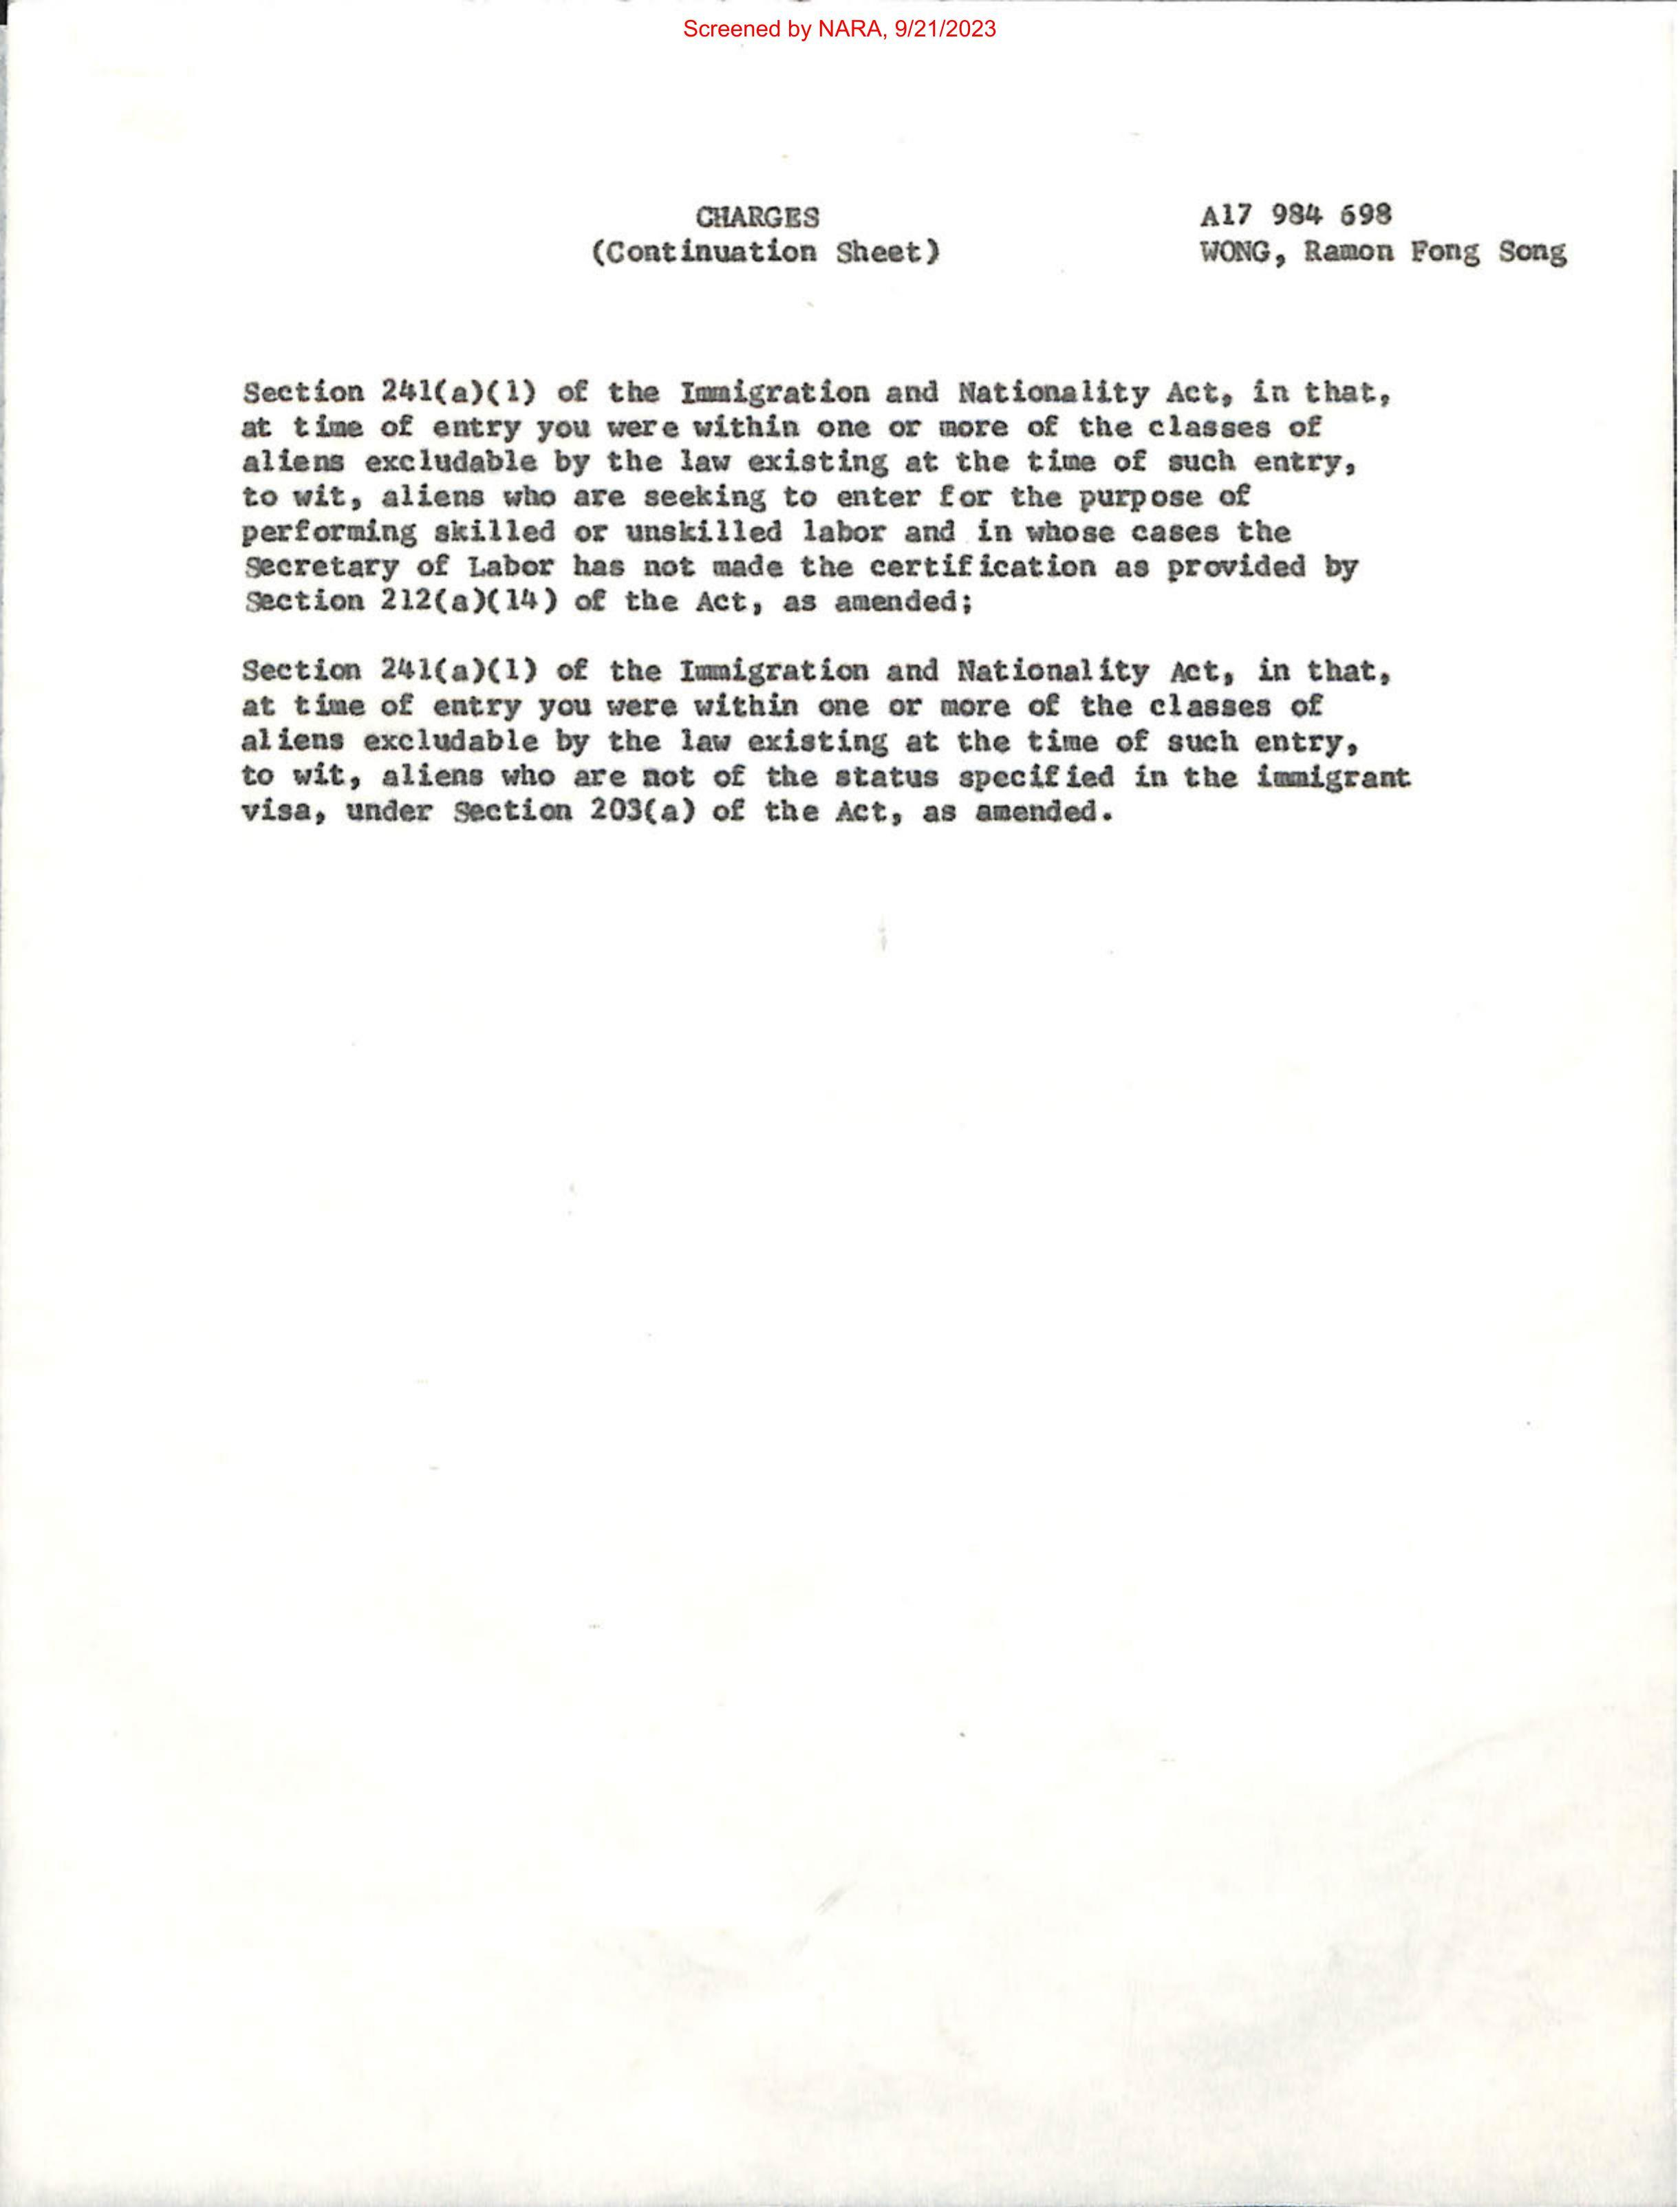 Screened by NARA, 9/21/2023
CHARGES
(Continuation Sheet)
A17 984 698
WONG, Ramon Fong Song
Section 241(a)(1) of the Immigration and Nationality Act, in that,
at time of entry you were within one or more of the classes of
aliens excludable by the law existing at the time of such entry,
to wit, aliens who are seeking to enter for the purpose of
performing skilled or unskilled labor and in whose cases the
Secretary of Labor has not made the certification as provided by
Section 212(a)(14) of the Act, as amended;
Section 241(a)(1) of the Immigration and Nationality Act, in that,
at time of entry you were within one or more of the classes of
aliens excludable by the law existing at the time of such entry,
to wit, aliens who are not of the status specified in the immigrant
visa, under Section 203(a) of the Act, as amended.